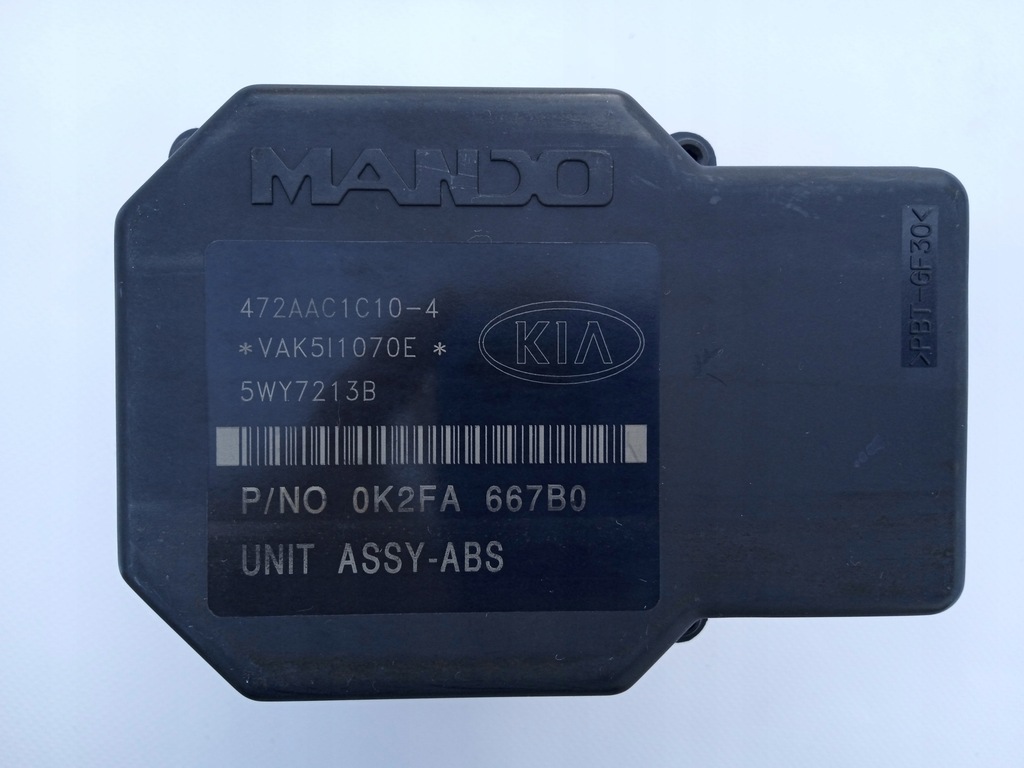 MANDO
472AAC1C10-4
*VAK5I1070E *
KIA
5WY7213B
P/NO 0K2FA 667B0
UNIT ASSY-ABS
>PBT-GF30<